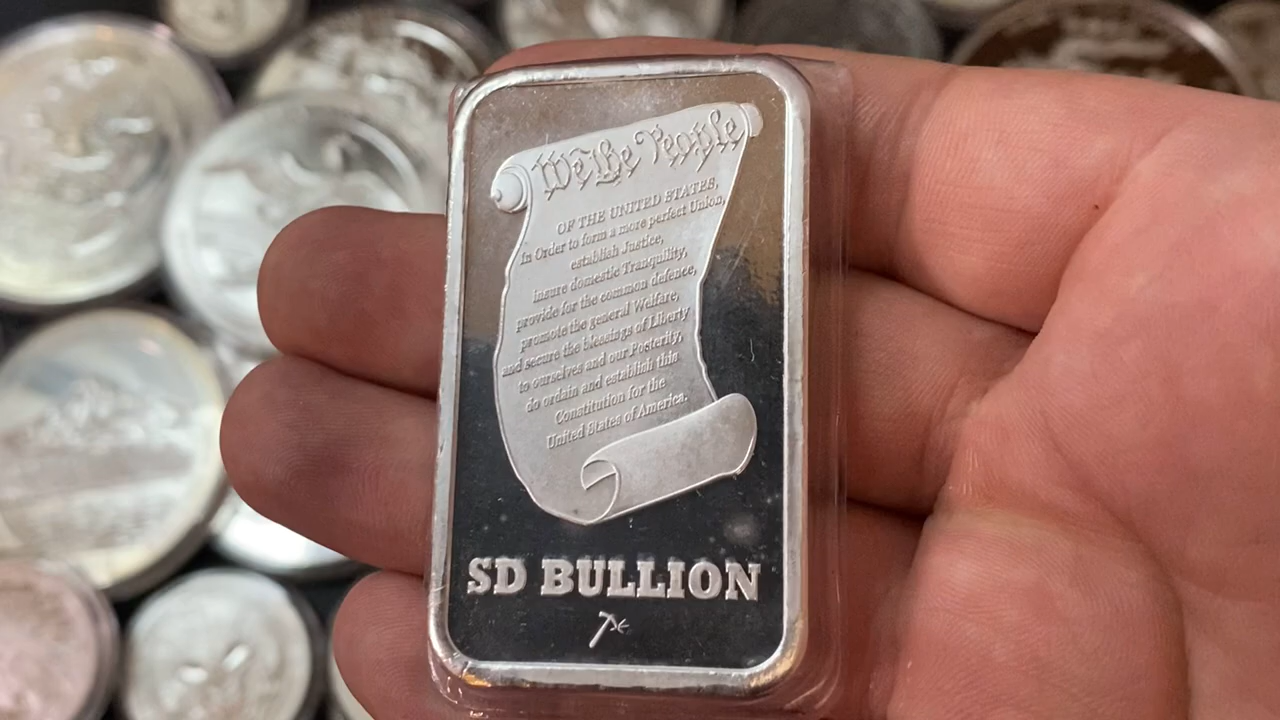 We the People
OF THE UNITED STATES,
in Order to form a more perfect Union,
establish Justice,
insure domestic Tranquility,
provide for the common defence,
promote the general Welfare,
and secure the blessings of Liberty
to ourselves and our Posterity,
do ordain and establish this
Constitution for the
United States of America.
SD BULLION